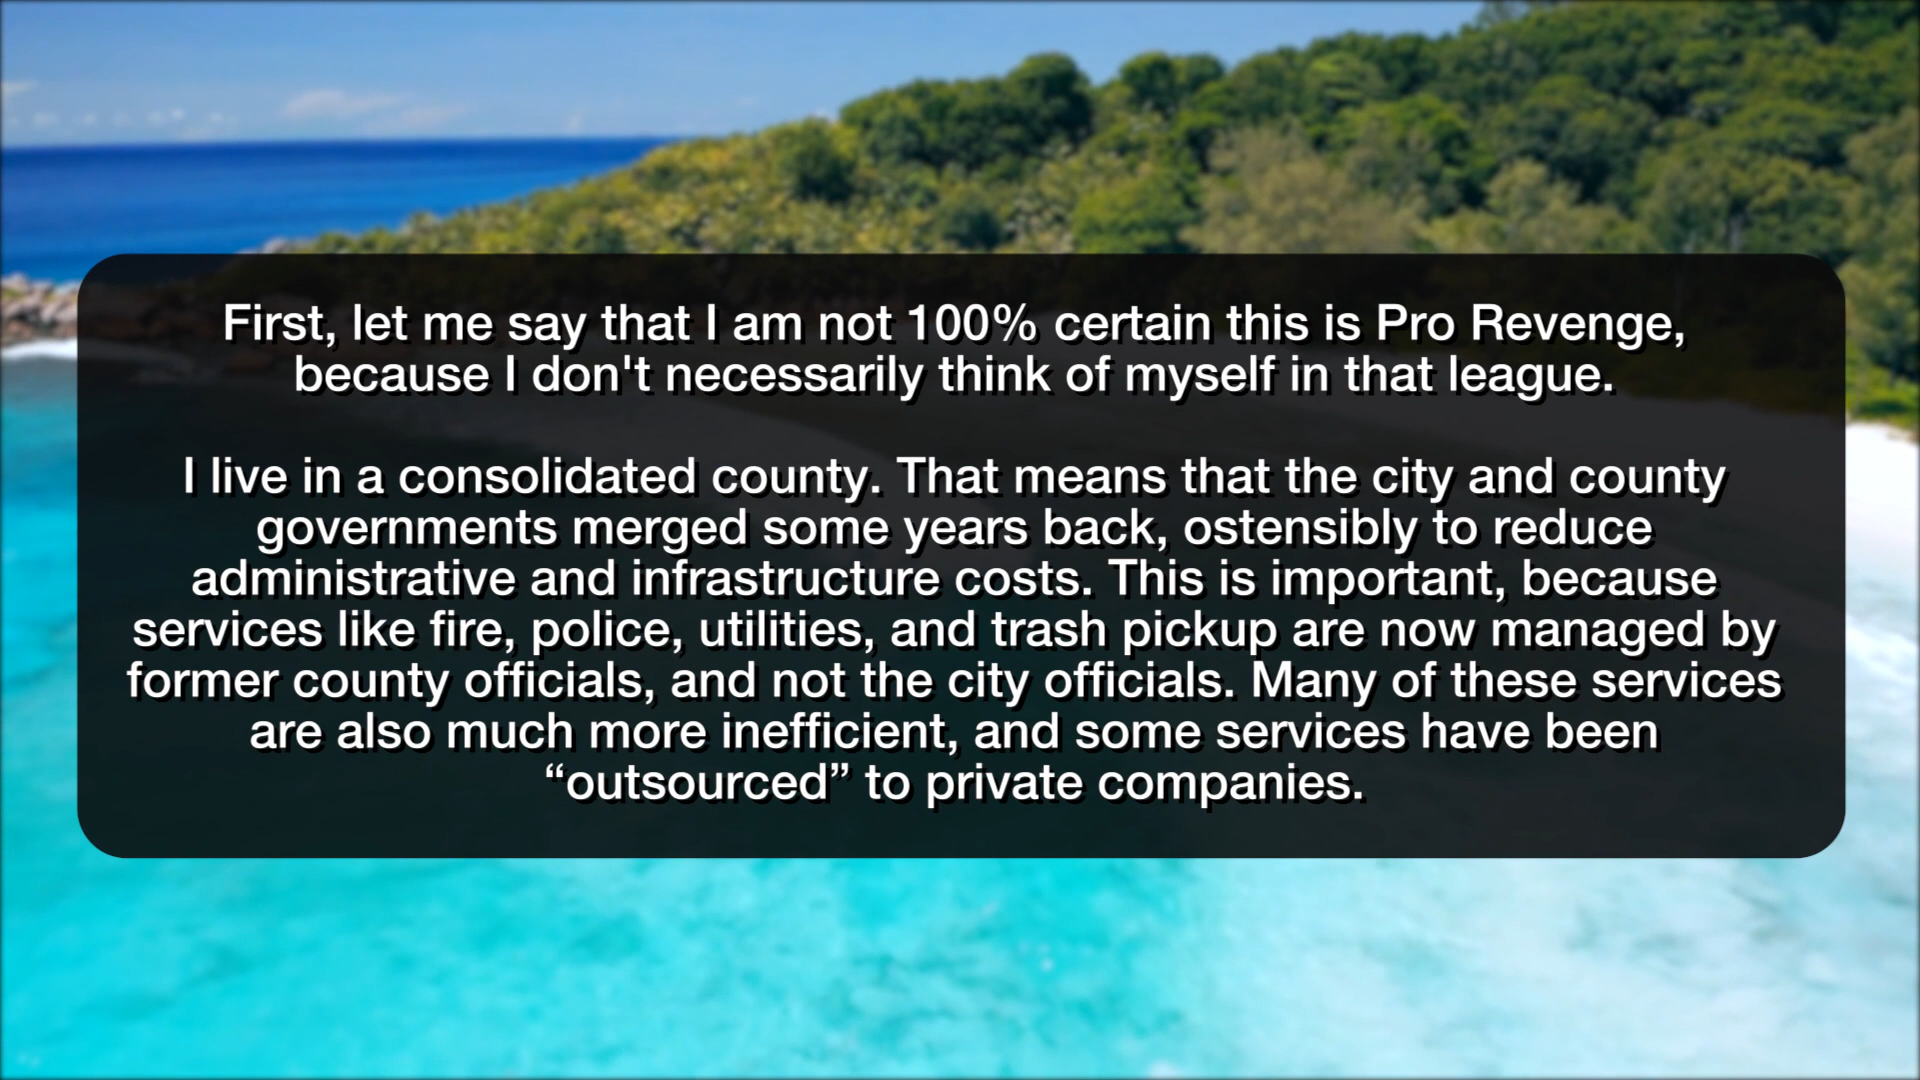 First, let me say that I am not 100% certain this is Pro Revenge,
because I don't necessarily think of myself in that league.
I live in a consolidated county. That means that the city and county
governments merged some years back, ostensibly to reduce
administrative and infrastructure costs. This is important, because
services like fire, police, utilities, and trash pickup are now managed by
former county officials, and not the city officials. Many of these services
are also much more inefficient, and some services have been
“outsourced” to private companies.